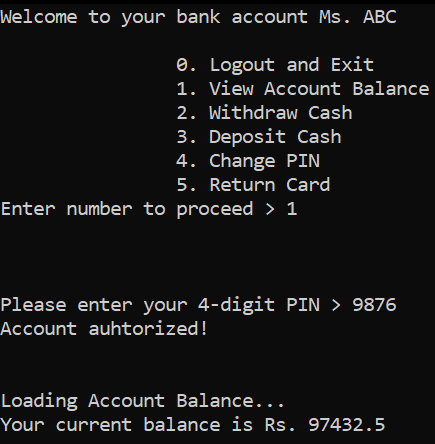 Welcome to your bank account Ms. ABC
0. Logout and Exit
1. View Account Balance
2. Withdraw Cash
3. Deposit Cash
4. Change PIN
5. Return Card
Enter number to proceed > 1
Please enter your 4-digit PIN > 9876
Account auhtorized!
Loading Account Balance...
Your current balance is Rs. 97432.5